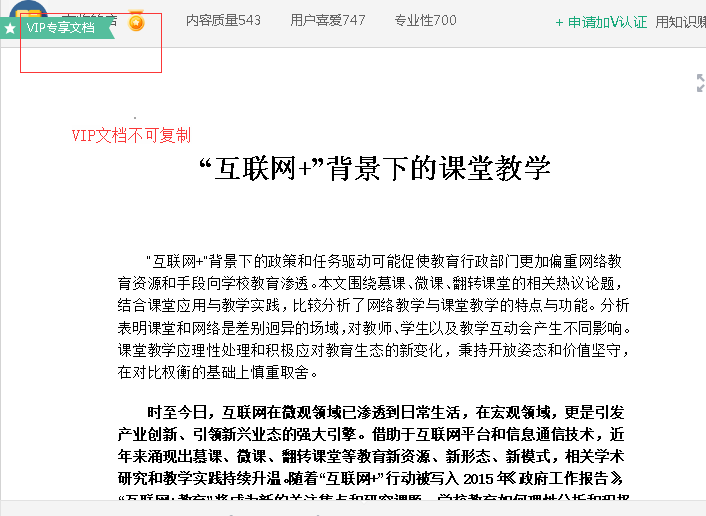 内容质量543 用户喜爱747 专业性700 + 申请加V认证 用知识赚
VIP专享文档
VIP文档不可复制
“互联网+”背景下的课堂教学
“互联网+”背景下的政策和任务驱动可能促使教育行政部门更加偏重网络教
育资源和手段向学校教育渗透。本文围绕慕课、微课、翻转课堂的相关热议论题，
结合课堂应用与教学实践，比较分析了网络教学与课堂教学的特点与功能。分析
表明课堂和网络是差别迥异的场域，对教师、学生以及教学互动会产生不同影响。
课堂教学应理性处理和积极应对教育生态的新变化，秉持开放姿态和价值坚守，
在对比权衡的基础上慎重取舍。
时至今日，互联网在微观领域已渗透到日常生活，在宏观领域，更是引发
产业创新、引领新兴业态的强大引擎。借助于互联网平台和信息通信技术，近
年来涌现出慕课、微课、翻转课堂等教育新资源、新形态、新模式，相关学术
研究和教学实践持续升温。随着“互联网+”行动被写入 2015 年《政府工作报告》，
“互联网+教育”将成为新的关注焦点和研究课题。学校教育如何理性分析和积极